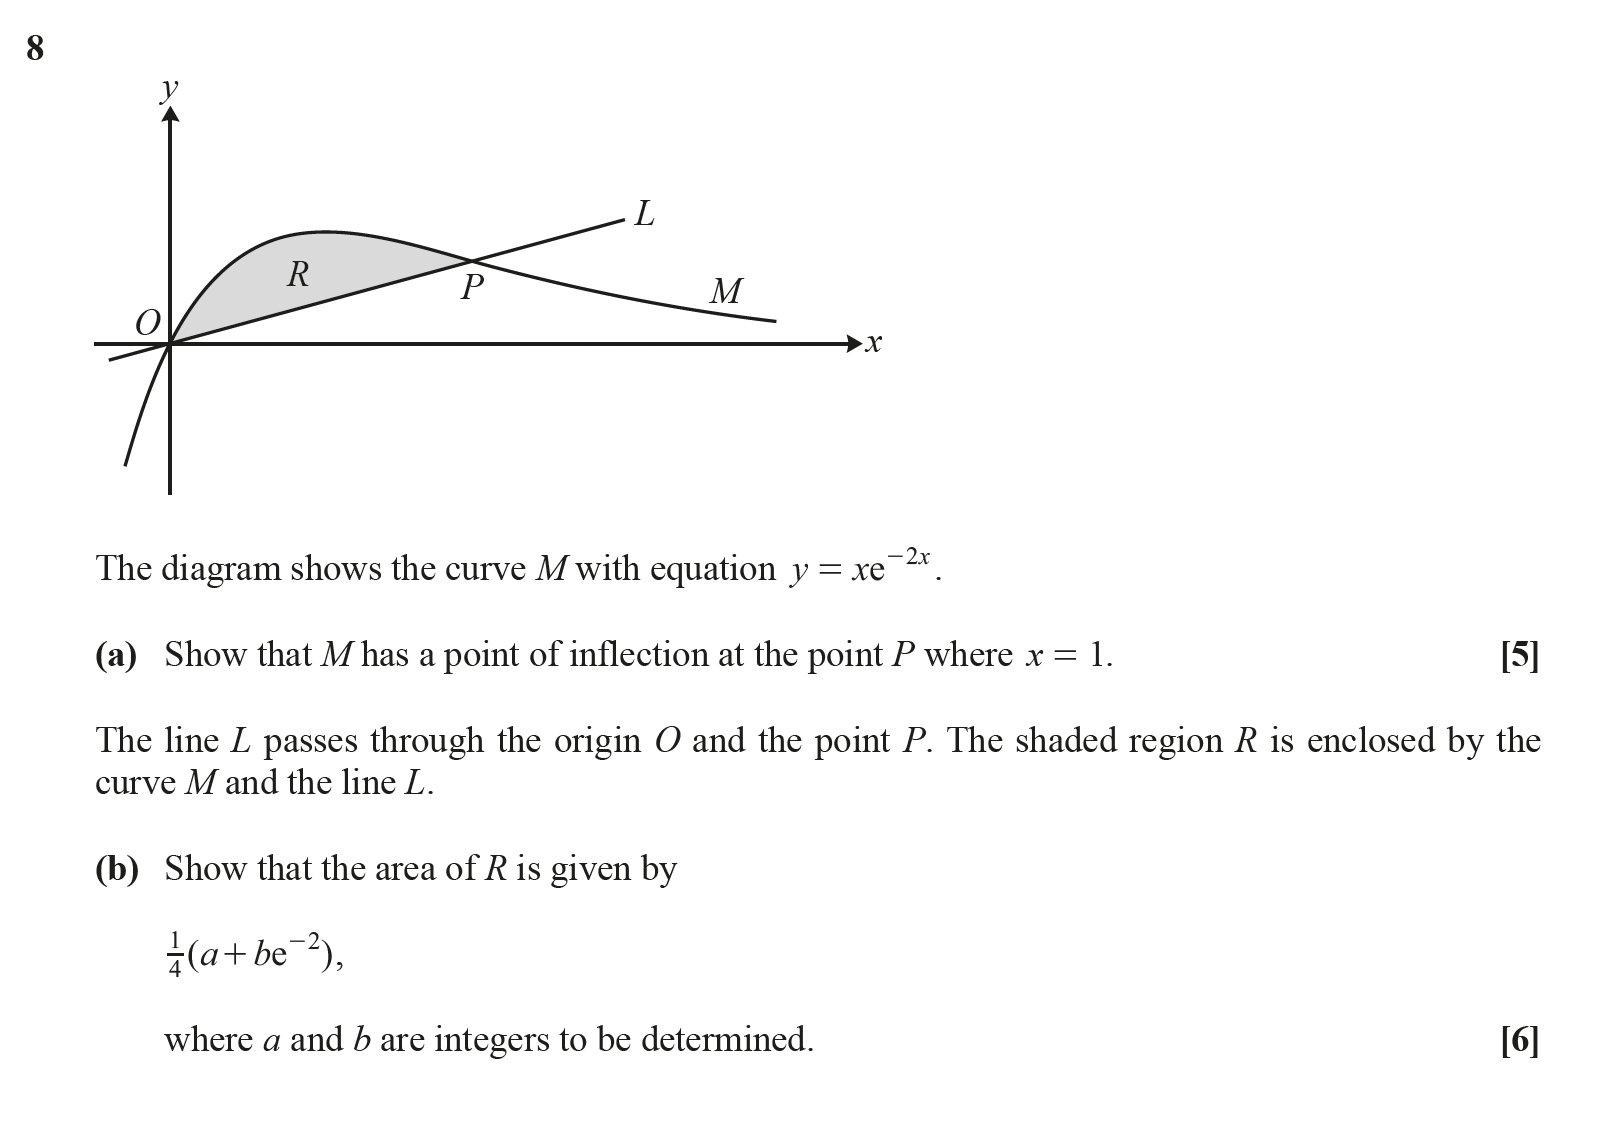 8
y
L
R
P
M
O
x
The diagram shows the curve M with equation y = xe^{−2x}.
(a) Show that M has a point of inflection at the point P where x = 1. [5]
The line L passes through the origin O and the point P. The shaded region R is enclosed by the
curve M and the line L.
(b) Show that the area of R is given by
1/4(a + be^{−2}),
where a and b are integers to be determined. [6]